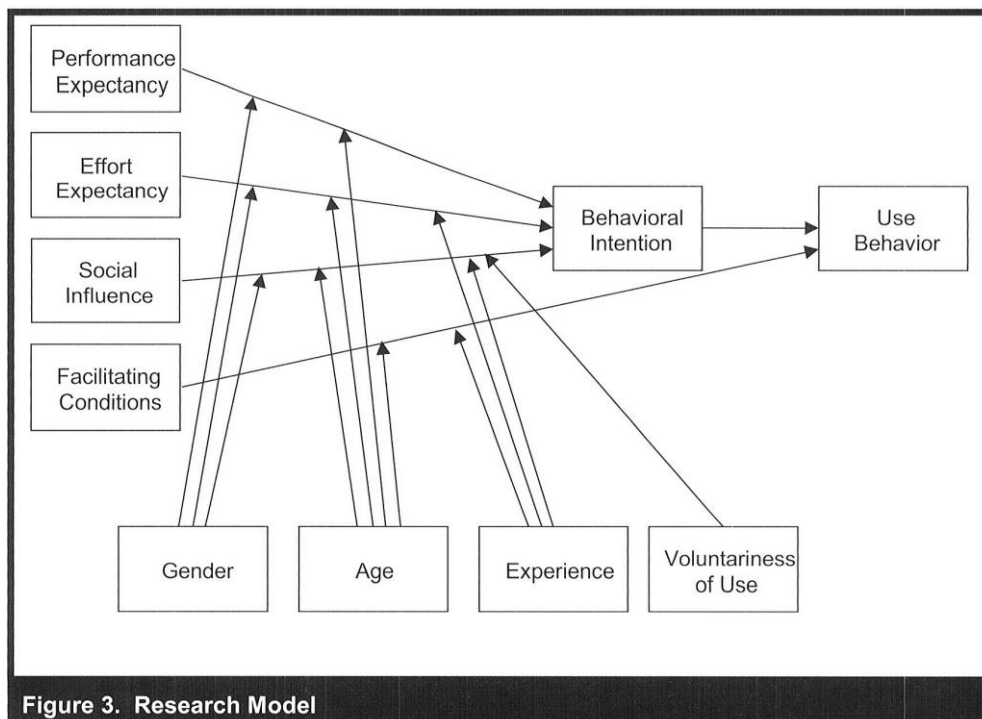 Performance
Expectancy
Effort
Expectancy
Social
Influence
Facilitating
Conditions
Behavioral
Intention
Use
Behavior
Gender
Age
Experience
Voluntariness
of Use
Figure 3. Research Model